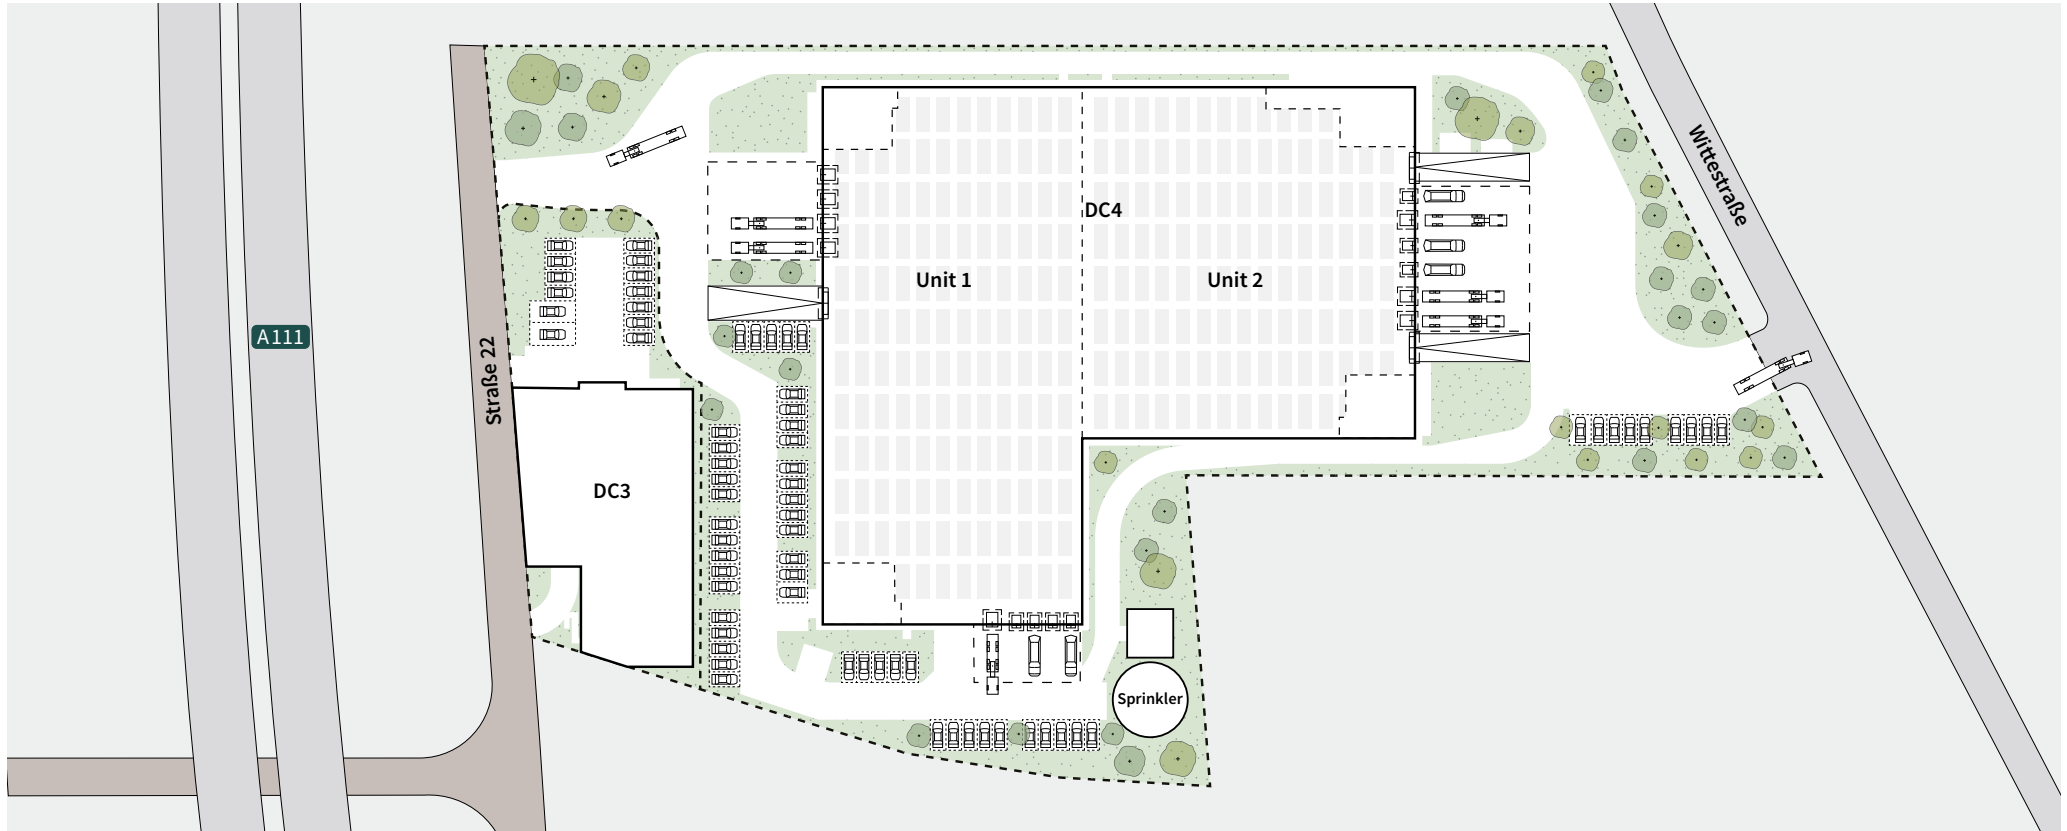 Wittestraße
DC4
Unit 1
Unit 2
A111
Straße 22
DC3
Sprinkler